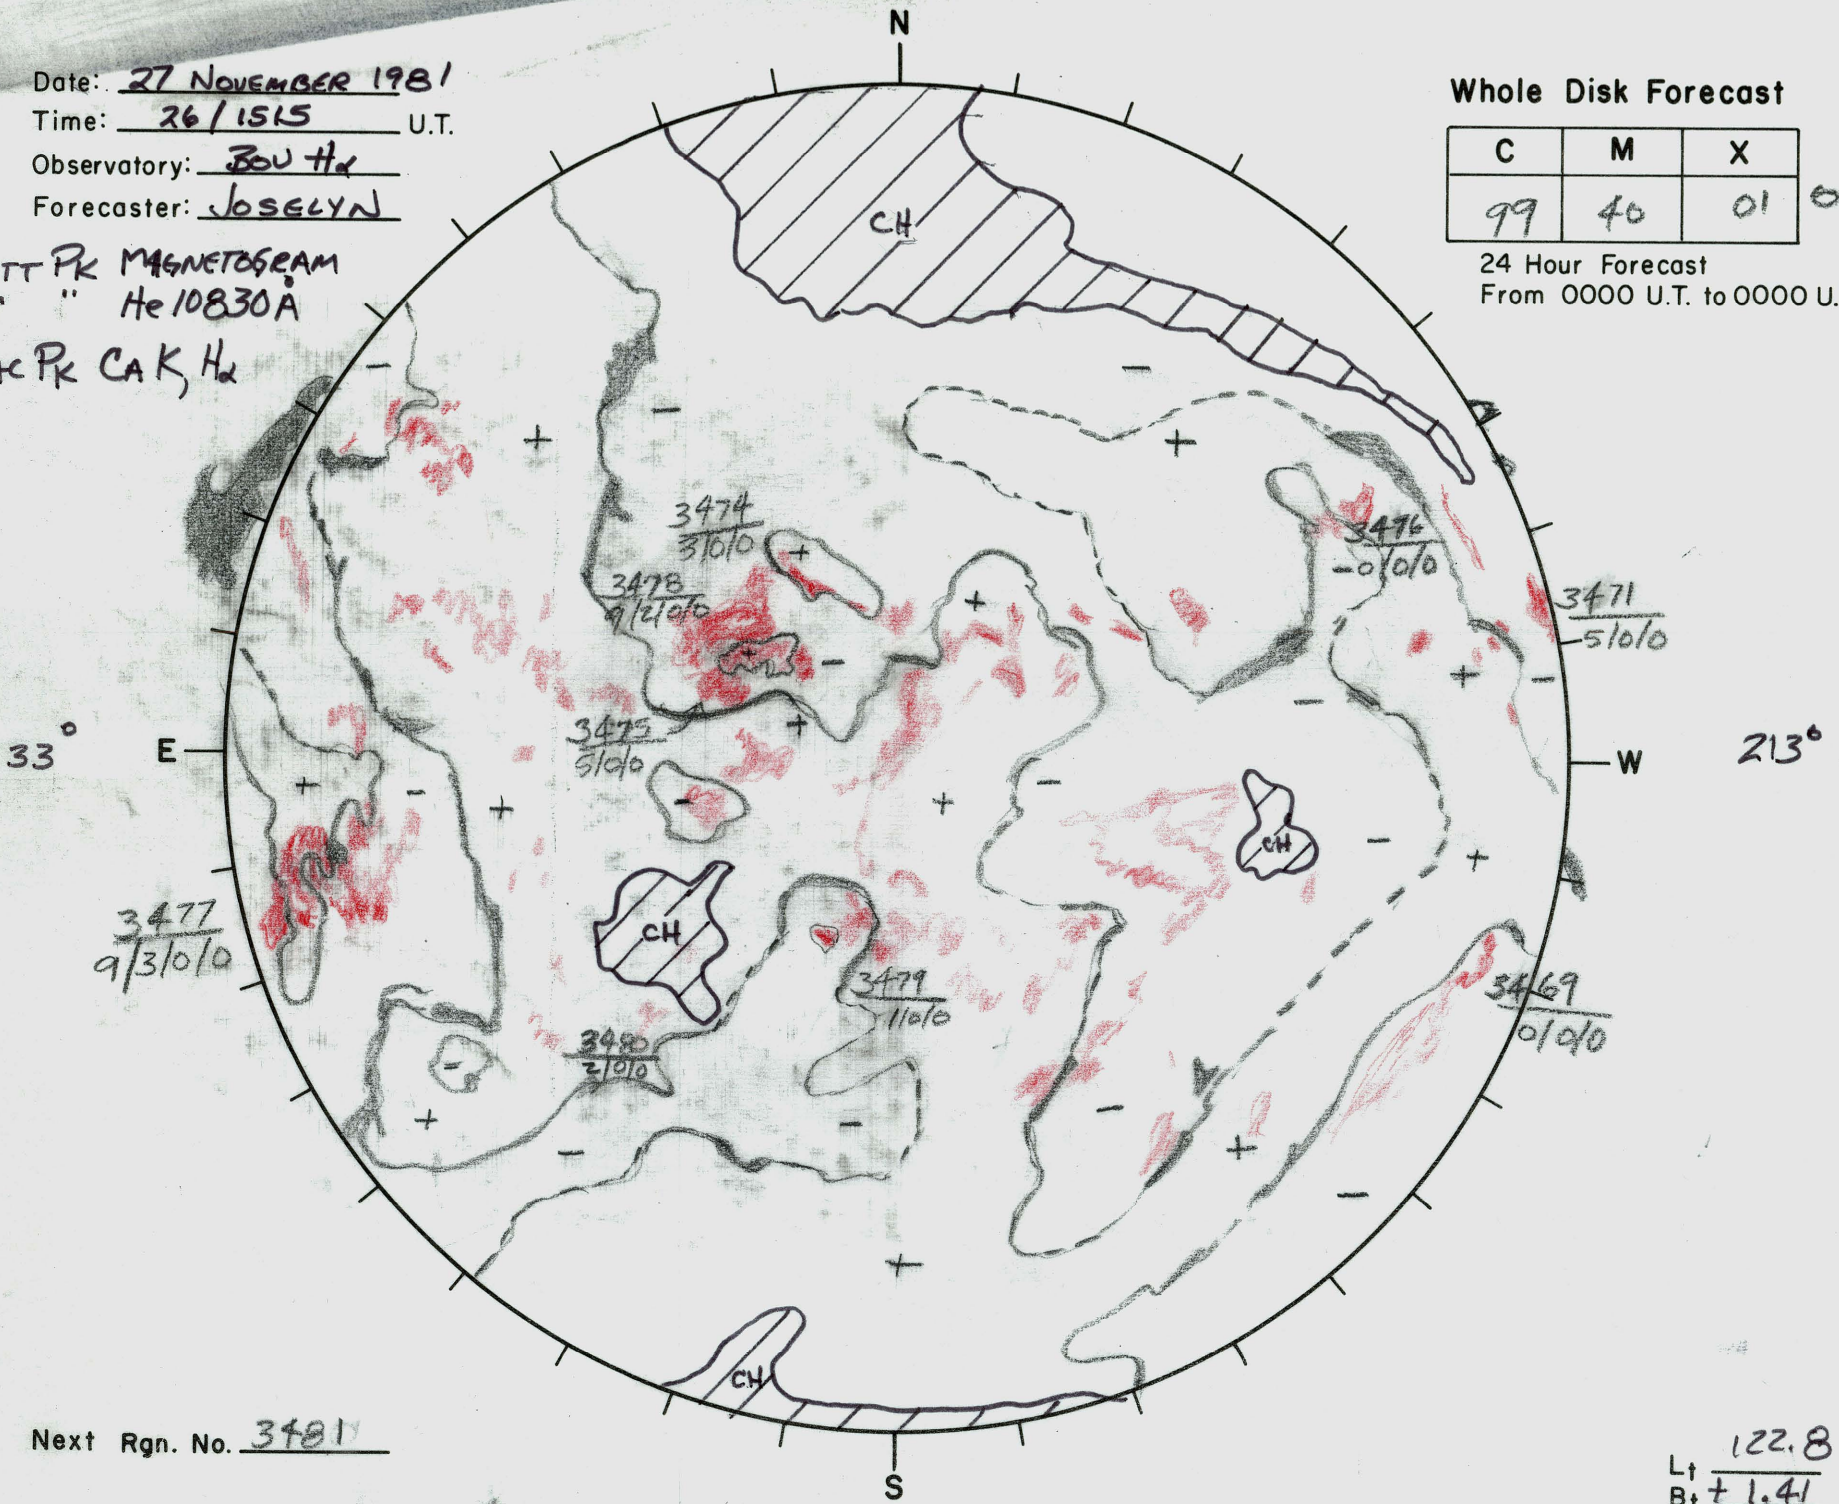 N
Date: 27 NOVEMBER 1981
Time: 26/1515 U.T.
Observatory: BOU Hα
Forecaster: JOSELYN
TT PK MAGNETOGRAM
" " He 10830Å
C PK CA K, Hα
Whole Disk Forecast
C M X
99 40 01
24 Hour Forecast
From 0000 U.T. to 0000 U.
CH
−
+
−
−
+
3474
3/0/0
+
3476
-0/0/0
3478
9/2/0/0
+
3471
5/0/0
+
−
+
−
−
3475
5/0/0
+
33° E
W 213°
+
−
+
−
+
−
CH
−
+
CH
3477
9/3/0/0
3479
1/0/0
3469
0/0/0
3480
2/0/0
−
+
−
−
−
+
−
+
CH
Next Rgn. No. 3481
S
Lt 122.8
Bt + 1.41